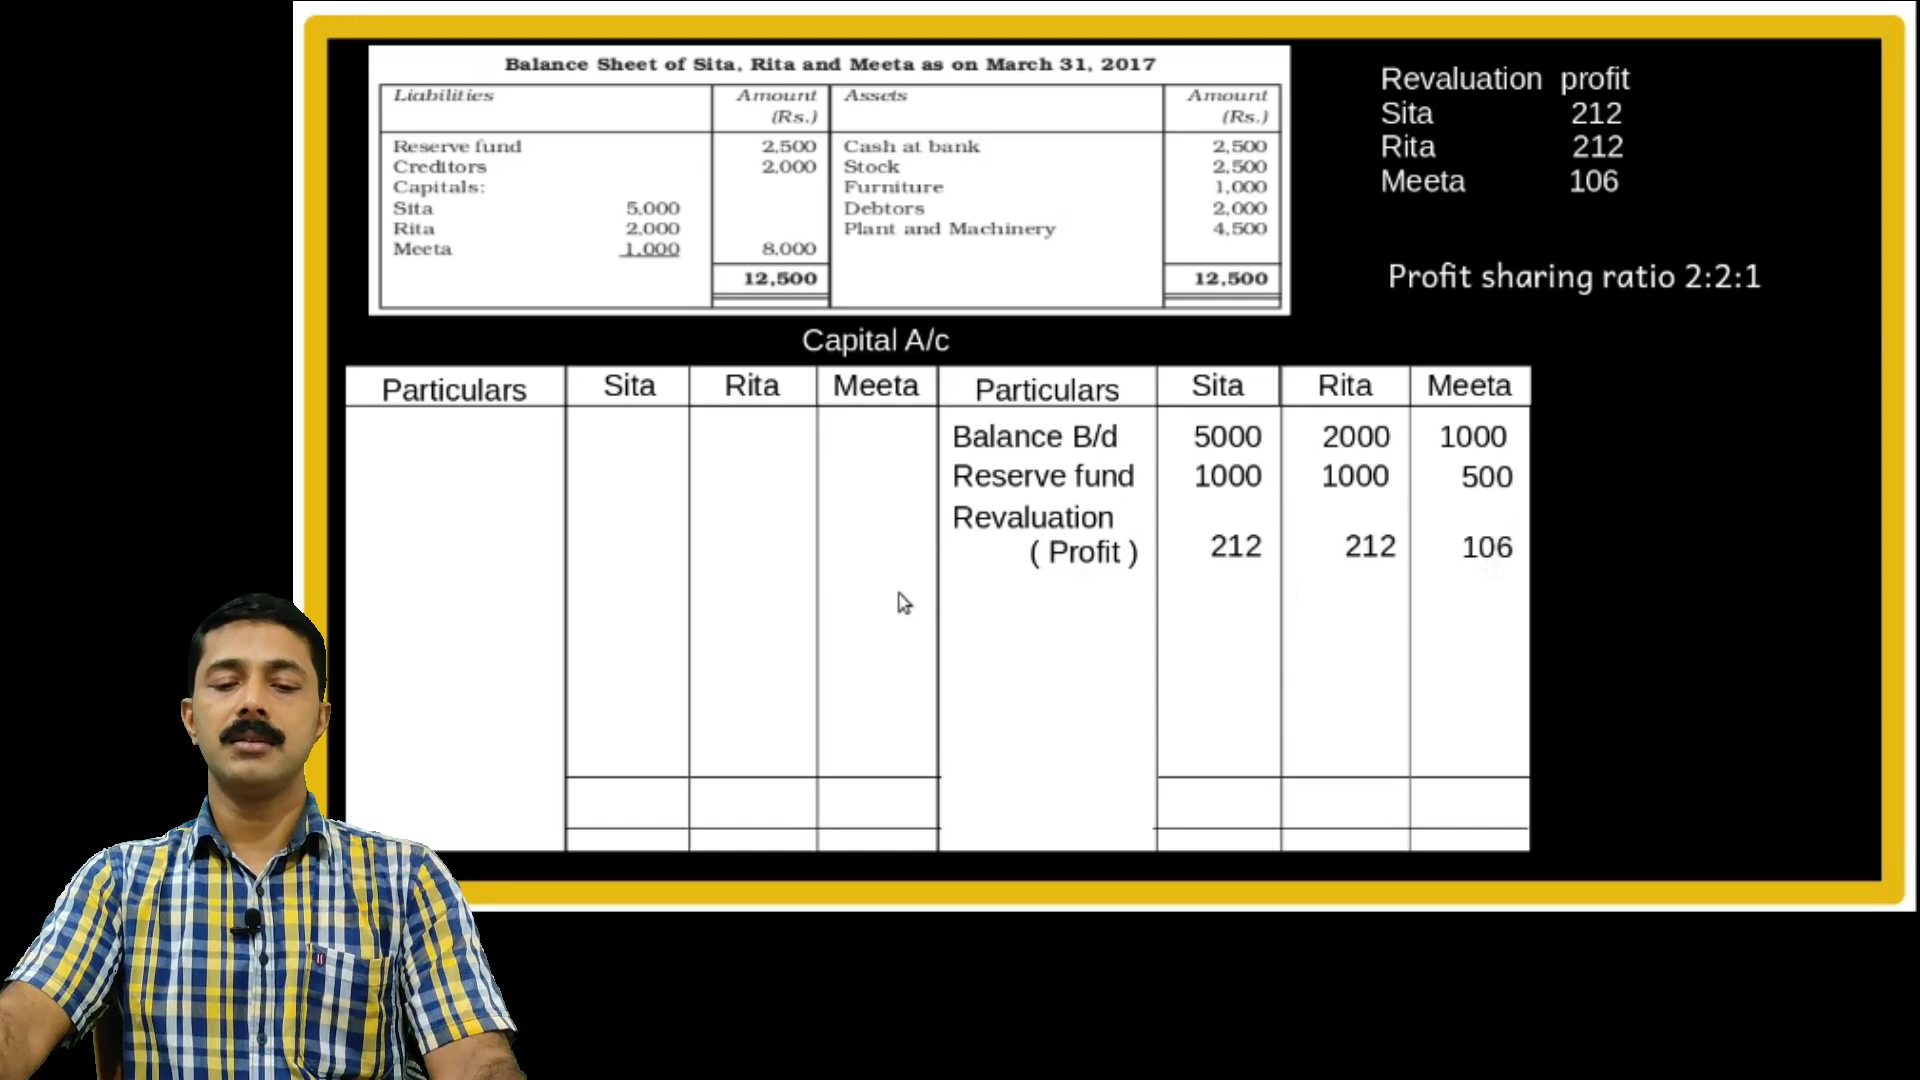 Balance Sheet of Sita, Rita and Meeta as on March 31, 2017
Liabilities Amount (Rs.) Assets Amount (Rs.)
Reserve fund 2,500 Cash at bank 2,500
Creditors 2,000 Stock 2,500
Capitals: Furniture 1,000
Sita 5,000 Debtors 2,000
Rita 2,000 Plant and Machinery 4,500
Meeta 1,000 8,000
12,500 12,500
Revaluation profit
Sita 212
Rita 212
Meeta 106
Profit sharing ratio 2:2:1
Capital A/c
Particulars Sita Rita Meeta Particulars Sita Rita Meeta
Balance B/d 5000 2000 1000
Reserve fund 1000 1000 500
Revaluation
( Profit ) 212 212 106